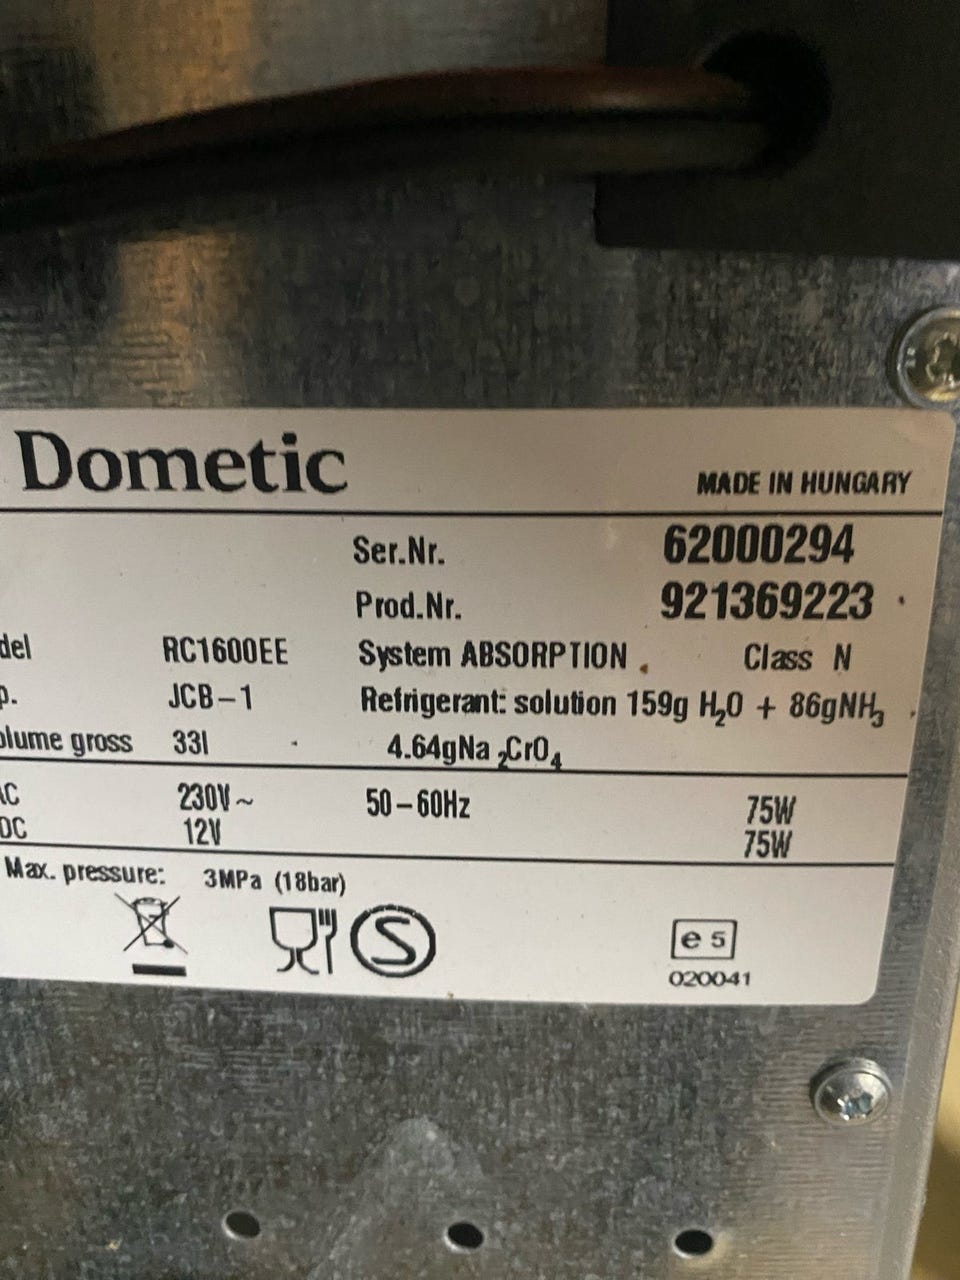 Dometic
MADE IN HUNGARY
Ser.Nr. 62000294
Prod.Nr. 921369223
del RC1600EE System ABSORPTION Class N
p. JCB-1 Refrigerant: solution 159g H₂O + 86gNH₃
olume gross 33l 4.64gNa₂CrO₄
AC 230V~ 50-60Hz 75W
DC 12V 75W
Max. pressure: 3MPa (18bar)
S
e5
020041